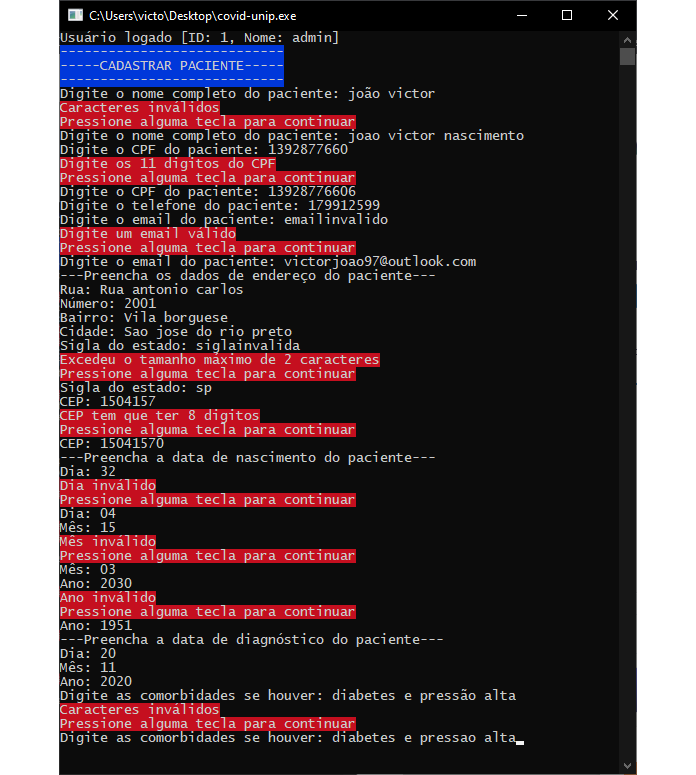 C:\Users\victo\Desktop\covid-unip.exe
Usuário logado [ID: 1, Nome: admin]
----------------------------
-----CADASTRAR PACIENTE-----
----------------------------
Digite o nome completo do paciente: joão victor
Caracteres inválidos
Pressione alguma tecla para continuar
Digite o nome completo do paciente: joao victor nascimento
Digite o CPF do paciente: 1392877660
Digite os 11 digitos do CPF
Pressione alguma tecla para continuar
Digite o CPF do paciente: 13928776606
Digite o telefone do paciente: 179912599
Digite o email do paciente: emailinvalido
Digite um email válido
Pressione alguma tecla para continuar
Digite o email do paciente: victorjoao97@outlook.com
---Preencha os dados de endereço do paciente---
Rua: Rua antonio carlos
Número: 2001
Bairro: Vila borguese
Cidade: Sao jose do rio preto
Sigla do estado: siglainvalida
Excedeu o tamanho máximo de 2 caracteres
Pressione alguma tecla para continuar
Sigla do estado: sp
CEP: 1504157
CEP tem que ter 8 digitos
Pressione alguma tecla para continuar
CEP: 15041570
---Preencha a data de nascimento do paciente---
Dia: 32
Dia inválido
Pressione alguma tecla para continuar
Dia: 04
Mês: 15
Mês inválido
Pressione alguma tecla para continuar
Mês: 03
Ano: 2030
Ano inválido
Pressione alguma tecla para continuar
Ano: 1951
---Preencha a data de diagnóstico do paciente---
Dia: 20
Mês: 11
Ano: 2020
Digite as comorbidades se houver: diabetes e pressão alta
Caracteres inválidos
Pressione alguma tecla para continuar
Digite as comorbidades se houver: diabetes e pressao alta